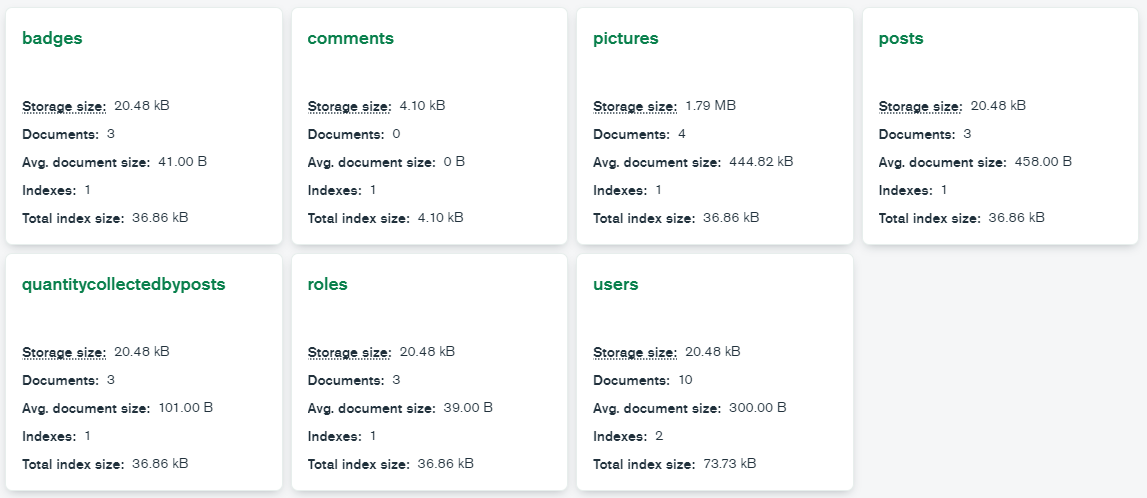 badges
Storage size: 20.48 kB
Documents: 3
Avg. document size: 41.00 B
Indexes: 1
Total index size: 36.86 kB
comments
Storage size: 4.10 kB
Documents: 0
Avg. document size: 0 B
Indexes: 1
Total index size: 4.10 kB
pictures
Storage size: 1.79 MB
Documents: 4
Avg. document size: 444.82 kB
Indexes: 1
Total index size: 36.86 kB
posts
Storage size: 20.48 kB
Documents: 3
Avg. document size: 458.00 B
Indexes: 1
Total index size: 36.86 kB
quantitycollectedbyposts
Storage size: 20.48 kB
Documents: 3
Avg. document size: 101.00 B
Indexes: 1
Total index size: 36.86 kB
roles
Storage size: 20.48 kB
Documents: 3
Avg. document size: 39.00 B
Indexes: 1
Total index size: 36.86 kB
users
Storage size: 20.48 kB
Documents: 10
Avg. document size: 300.00 B
Indexes: 2
Total index size: 73.73 kB